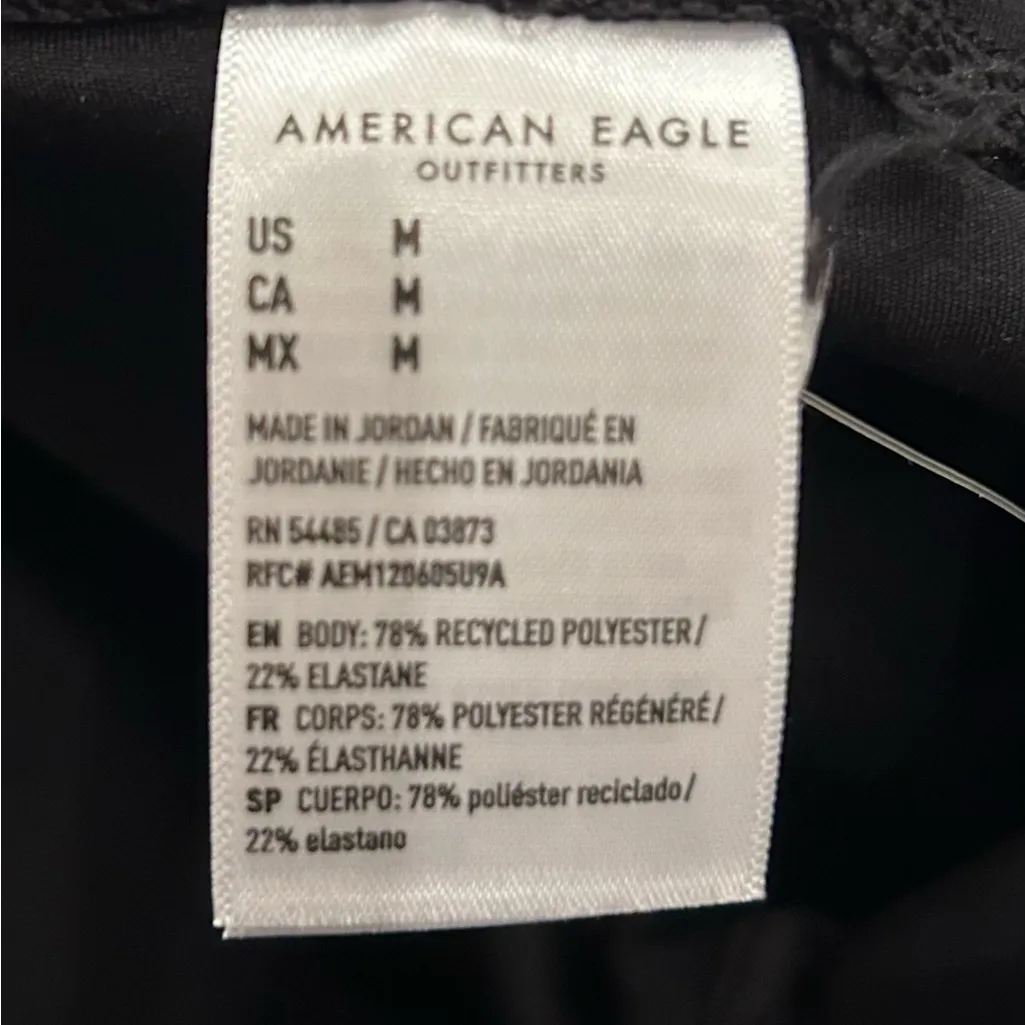 AMERICAN EAGLE
OUTFITTERS
US M
CA M
MX M
MADE IN JORDAN / FABRIQUÉ EN
JORDANIE / HECHO EN JORDANIA
RN 54485 / CA 03873
RFC# AEM120605U9A
EN BODY: 78% RECYCLED POLYESTER/
22% ELASTANE
FR CORPS: 78% POLYESTER RÉGÉNÉRÉ/
22% ÉLASTHANNE
SP CUERPO: 78% poliéster reciclado/
22% elastano